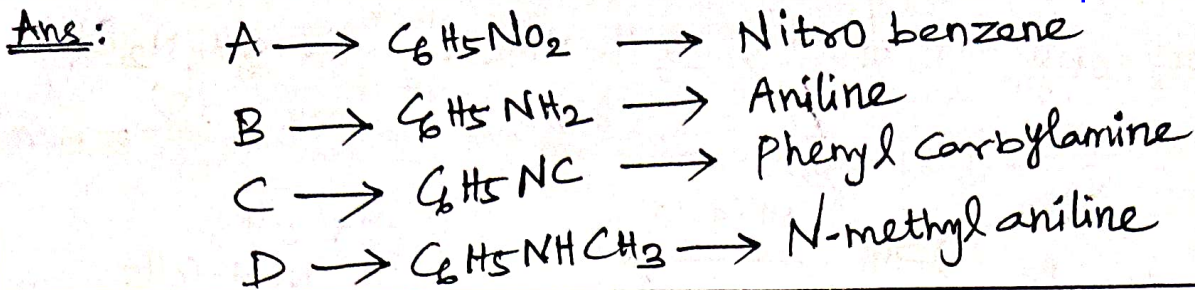 Ans: A → C6H5NO2 → Nitro benzene
B → C6H5NH2 → Aniline
C → C6H5NC → Phenyl Carbylamine
D → C6H5NHCH3 → N-methyl aniline